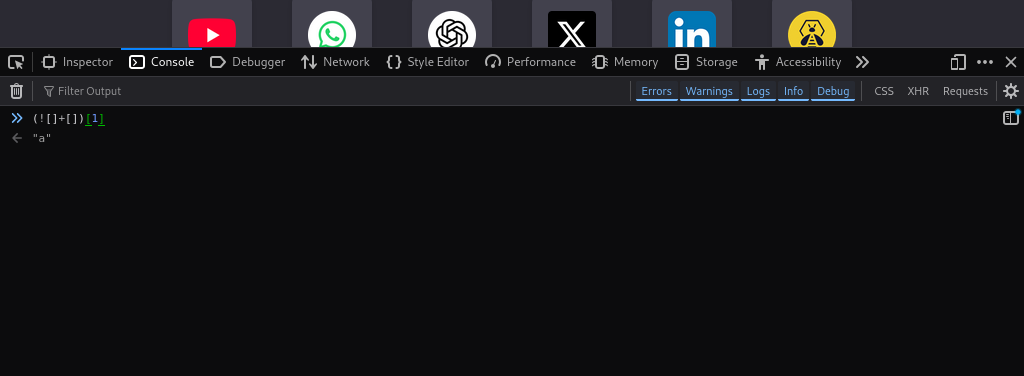 in
Inspector Console Debugger Network Style Editor Performance Memory Storage Accessibility
Filter Output Errors Warnings Logs Info Debug CSS XHR Requests
(![]+[])[1]
"a"